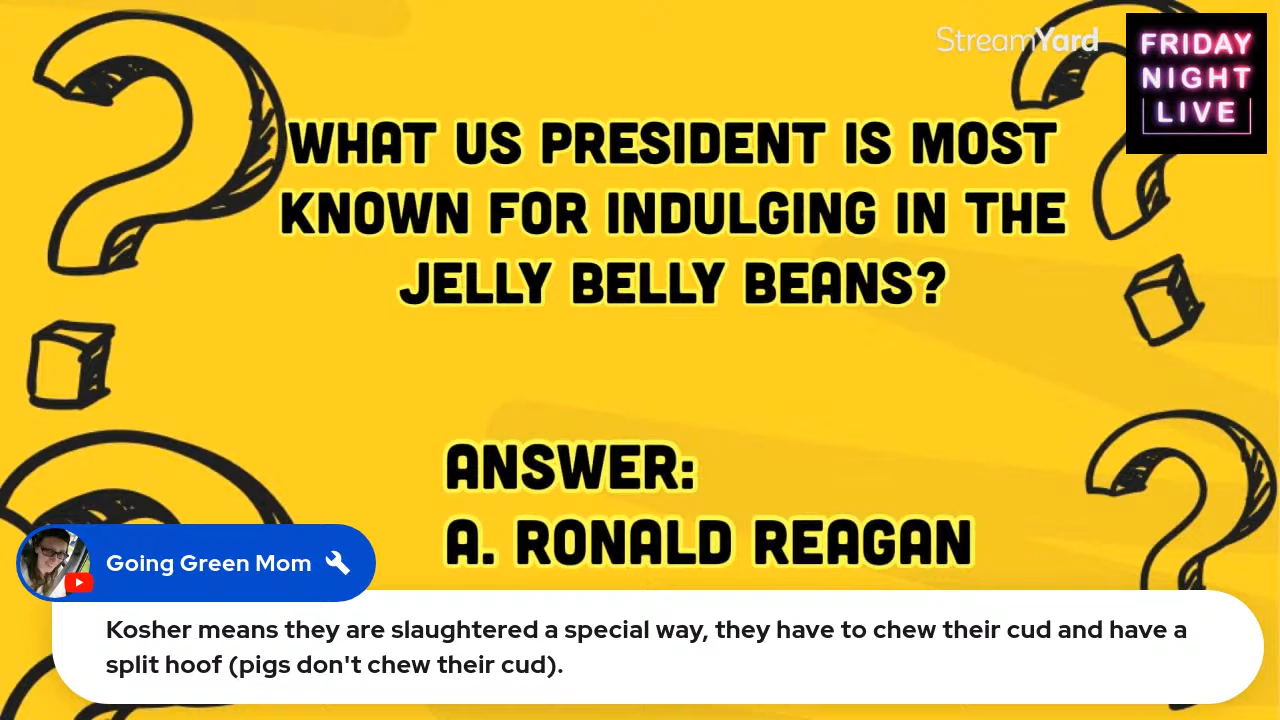 StreamYard
FRIDAY
NIGHT
LIVE
WHAT US PRESIDENT IS MOST
KNOWN FOR INDULGING IN THE
JELLY BELLY BEANS?
ANSWER:
A. RONALD REAGAN
Going Green Mom
Kosher means they are slaughtered a special way, they have to chew their cud and have a
split hoof (pigs don't chew their cud).